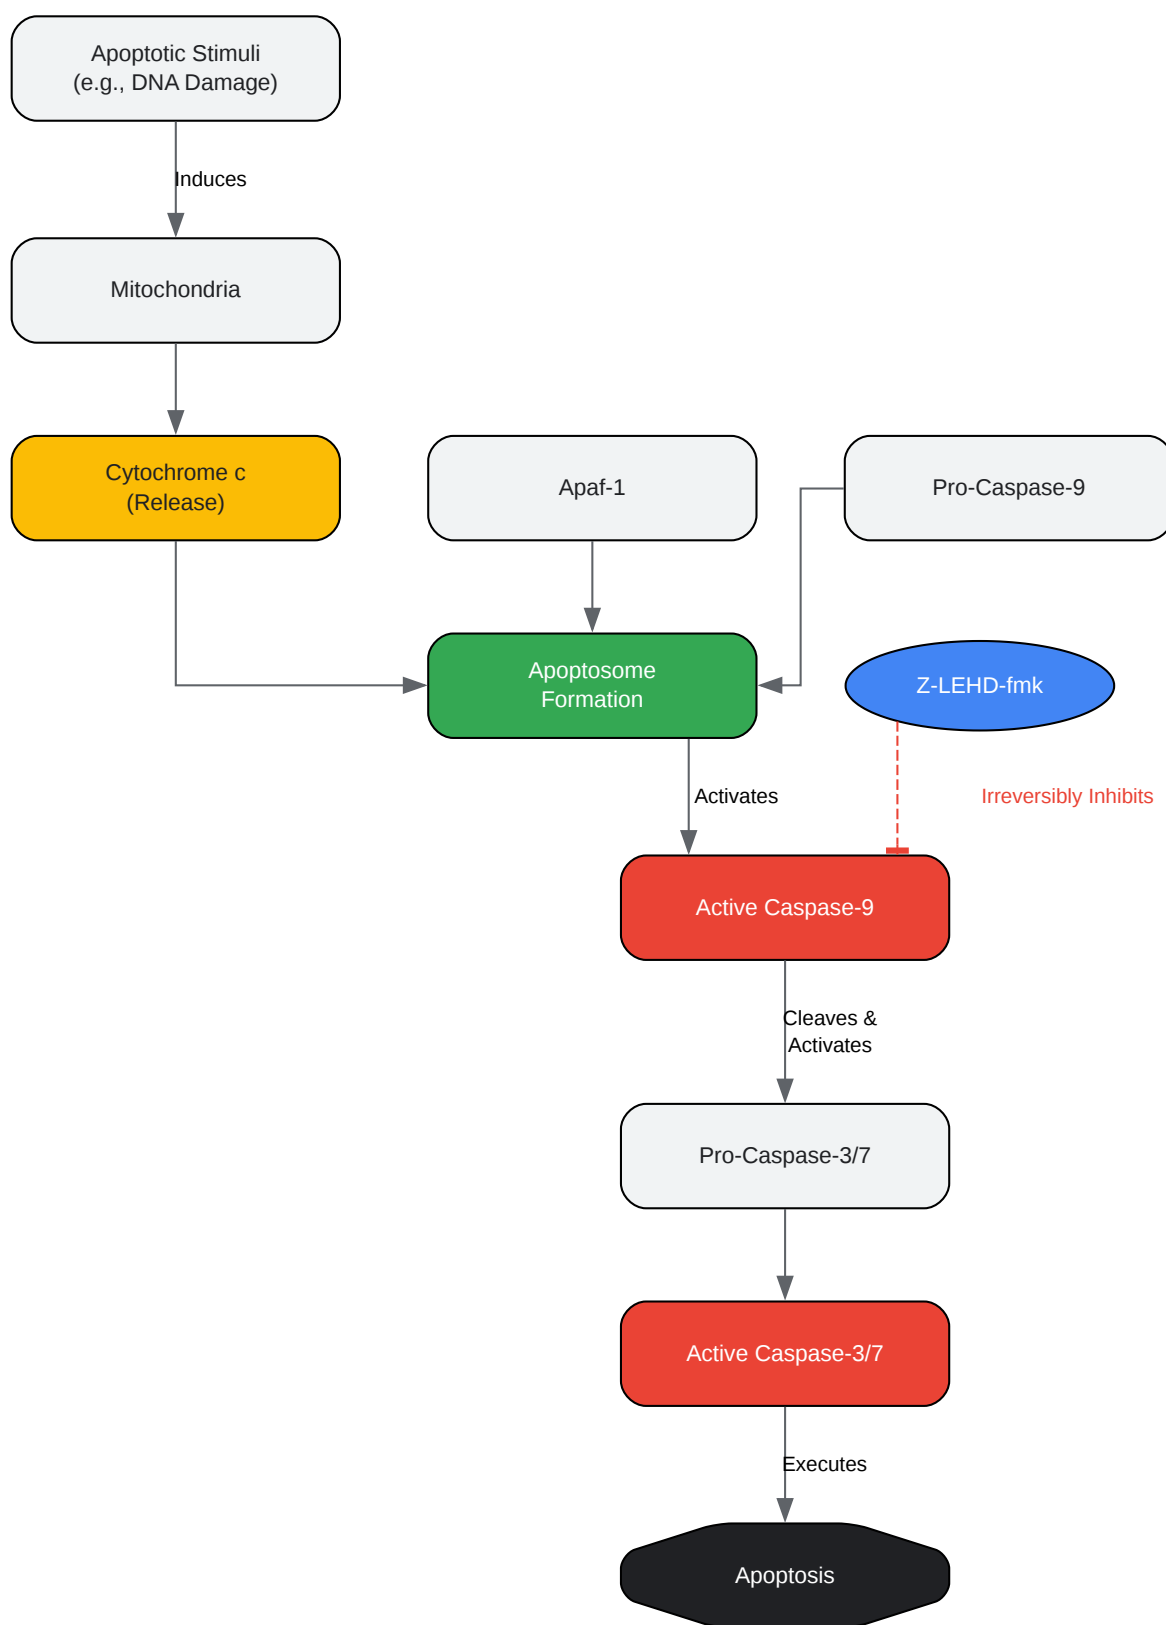 Apoptotic Stimuli
(e.g., DNA Damage)
Induces
Mitochondria
Cytochrome c
(Release)
Apaf-1
Pro-Caspase-9
Apoptosome
Formation
Z-LEHD-fmk
Activates
Irreversibly Inhibits
Active Caspase-9
Cleaves &
Activates
Pro-Caspase-3/7
Active Caspase-3/7
Executes
Apoptosis